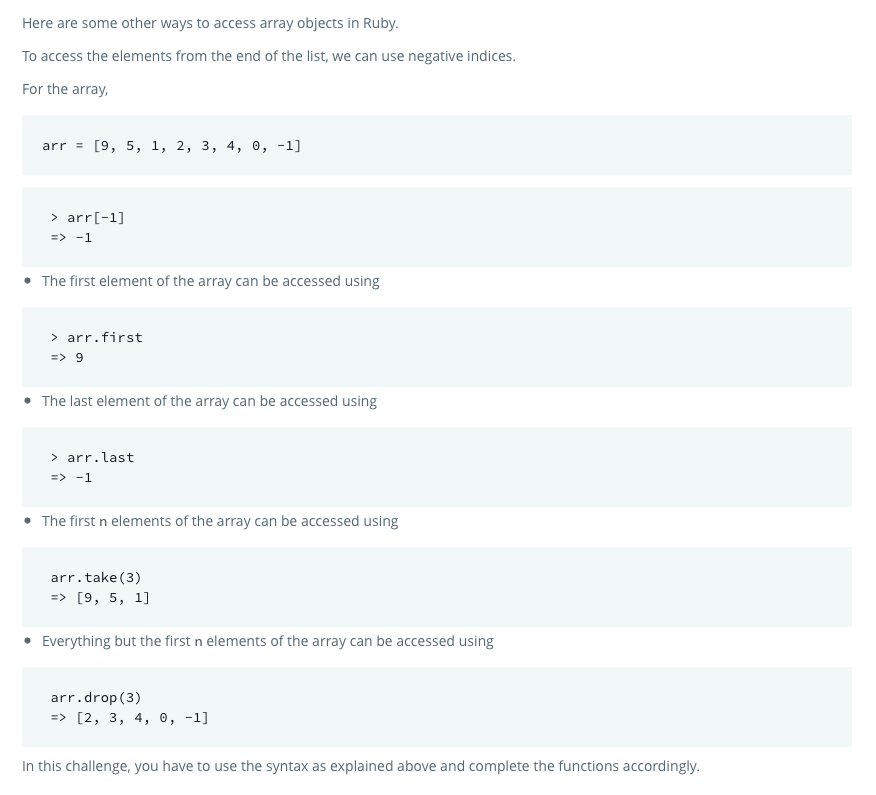 Here are some other ways to access array objects in Ruby.
To access the elements from the end of the list, we can use negative indices.
For the array,
arr = [9, 5, 1, 2, 3, 4, 0, -1]
> arr[-1]
=> -1
• The first element of the array can be accessed using
> arr.first
=> 9
• The last element of the array can be accessed using
> arr.last
=> -1
• The first n elements of the array can be accessed using
arr.take(3)
=> [9, 5, 1]
• Everything but the first n elements of the array can be accessed using
arr.drop(3)
=> [2, 3, 4, 0, -1]
In this challenge, you have to use the syntax as explained above and complete the functions accordingly.